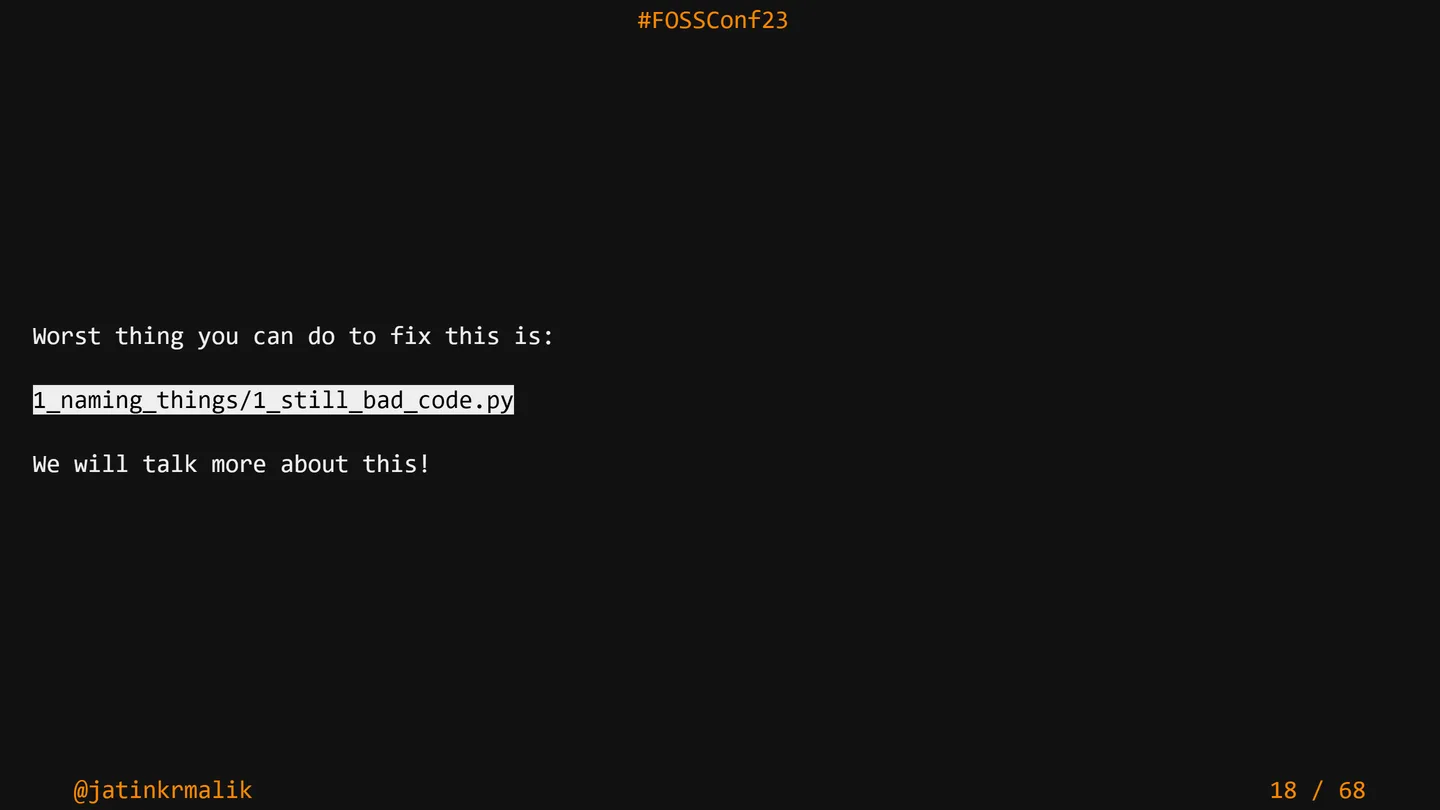 #FOSSConf23
Worst thing you can do to fix this is:
1_naming_things/1_still_bad_code.py
We will talk more about this!
@jatinkrmalik
18 / 68